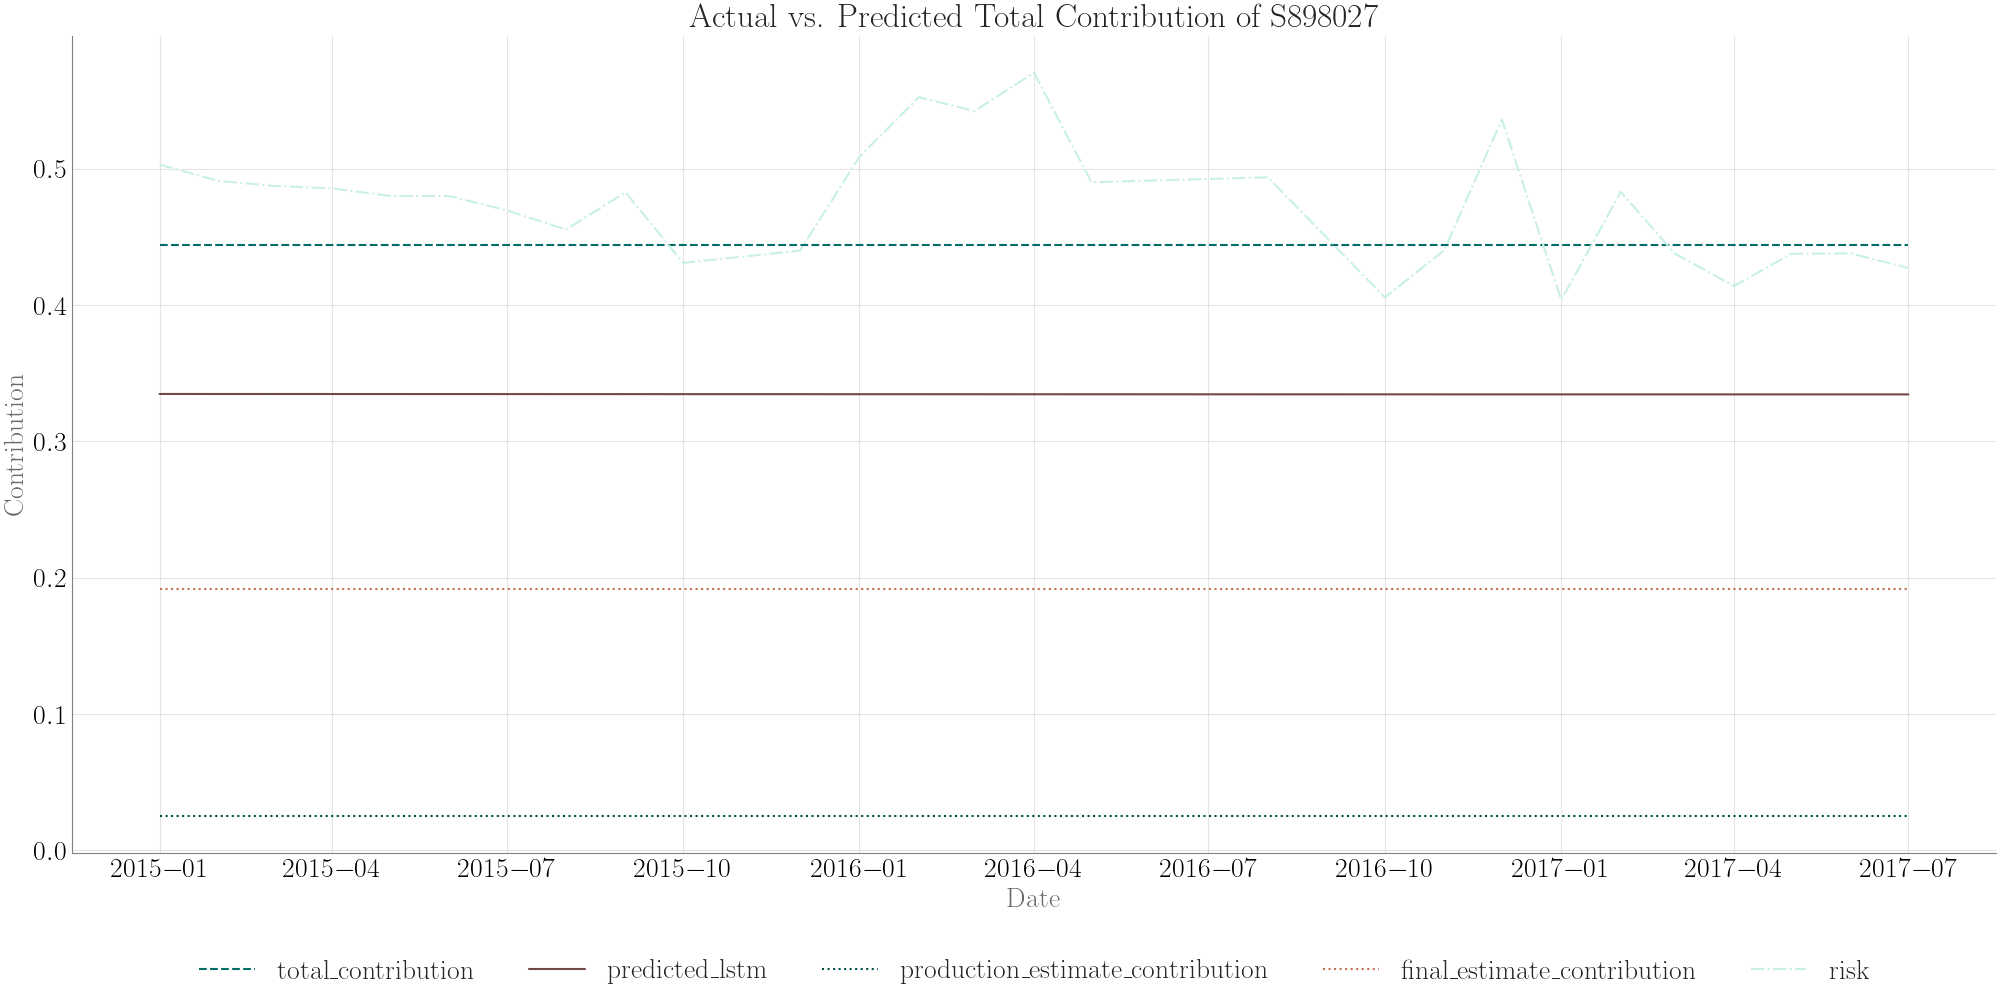 Actual vs. Predicted Total Contribution of S898027
Contribution
0.5
0.4
0.3
0.2
0.1
0.0
2015–01 2015–04 2015–07 2015–10 2016–01 2016–04 2016–07 2016–10 2017–01 2017–04 2017–07
Date
total_contribution predicted_lstm production_estimate_contribution final_estimate_contribution risk